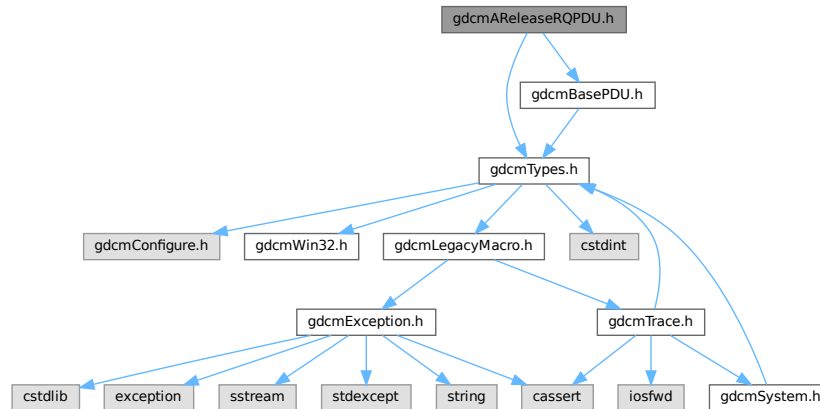 gdcmAReleaseRQPDU.h
gdcmBasePDU.h
gdcmTypes.h
gdcmConfigure.h
gdcmWin32.h
gdcmLegacyMacro.h
cstdint
gdcmException.h
gdcmTrace.h
cstdlib
exception
sstream
stdexcept
string
cassert
iosfwd
gdcmSystem.h